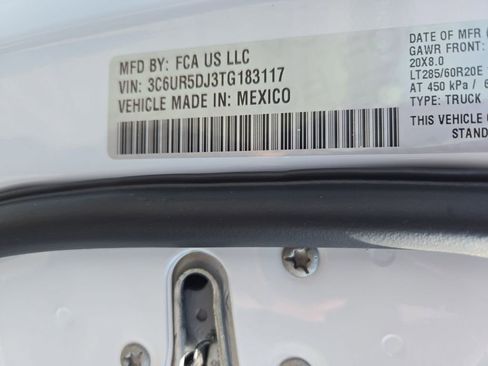 MFD BY: FCA US LLC
VIN: 3C6UR5DJ3TG183117
VEHICLE MADE IN: MEXICO
DATE OF MFR
GAWR FRONT:
20X8.0
LT285/60R20E
AT 450 kPa /
TYPE: TRUCK
THIS VEHICLE
STAND